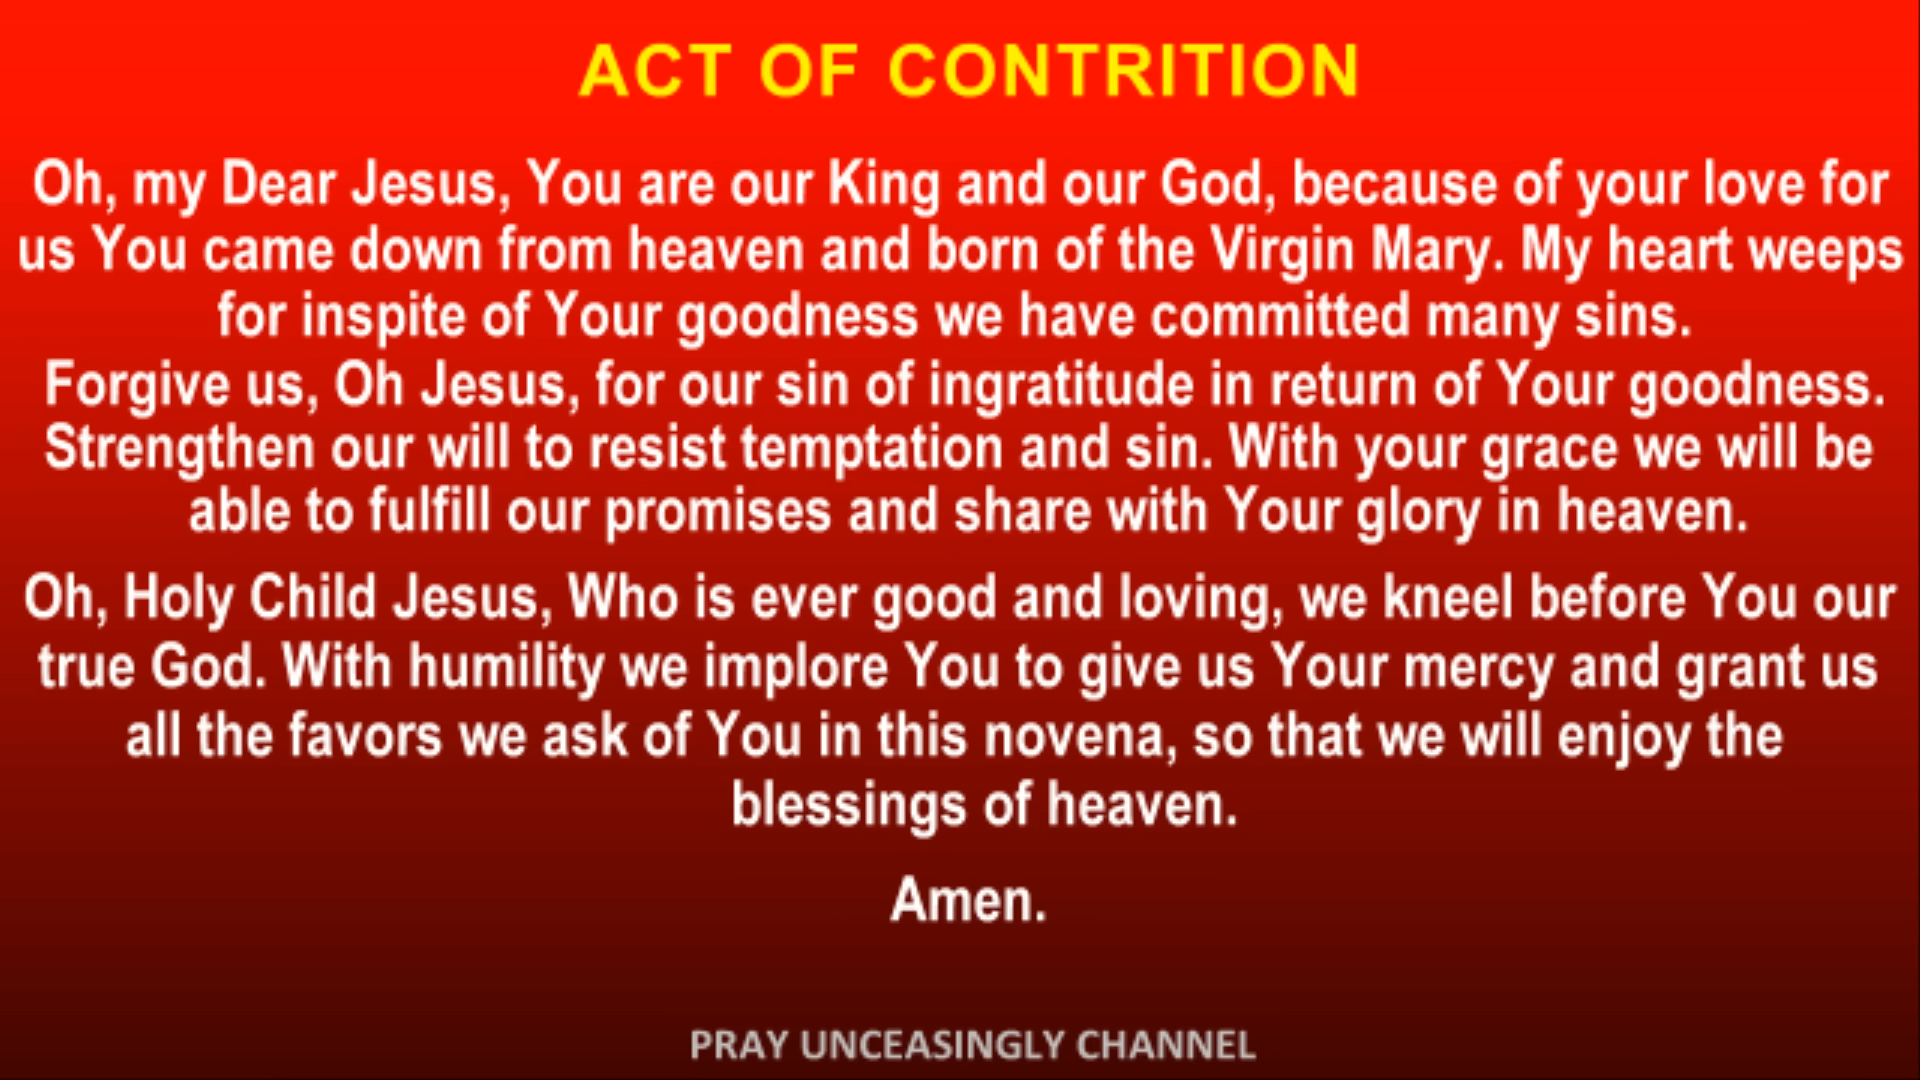 ACT OF CONTRITION
Oh, my Dear Jesus, You are our King and our God, because of your love for
us You came down from heaven and born of the Virgin Mary. My heart weeps
for inspite of Your goodness we have committed many sins.
Forgive us, Oh Jesus, for our sin of ingratitude in return of Your goodness.
Strengthen our will to resist temptation and sin. With your grace we will be
able to fulfill our promises and share with Your glory in heaven.
Oh, Holy Child Jesus, Who is ever good and loving, we kneel before You our
true God. With humility we implore You to give us Your mercy and grant us
all the favors we ask of You in this novena, so that we will enjoy the
blessings of heaven.
Amen.
PRAY UNCEASINGLY CHANNEL